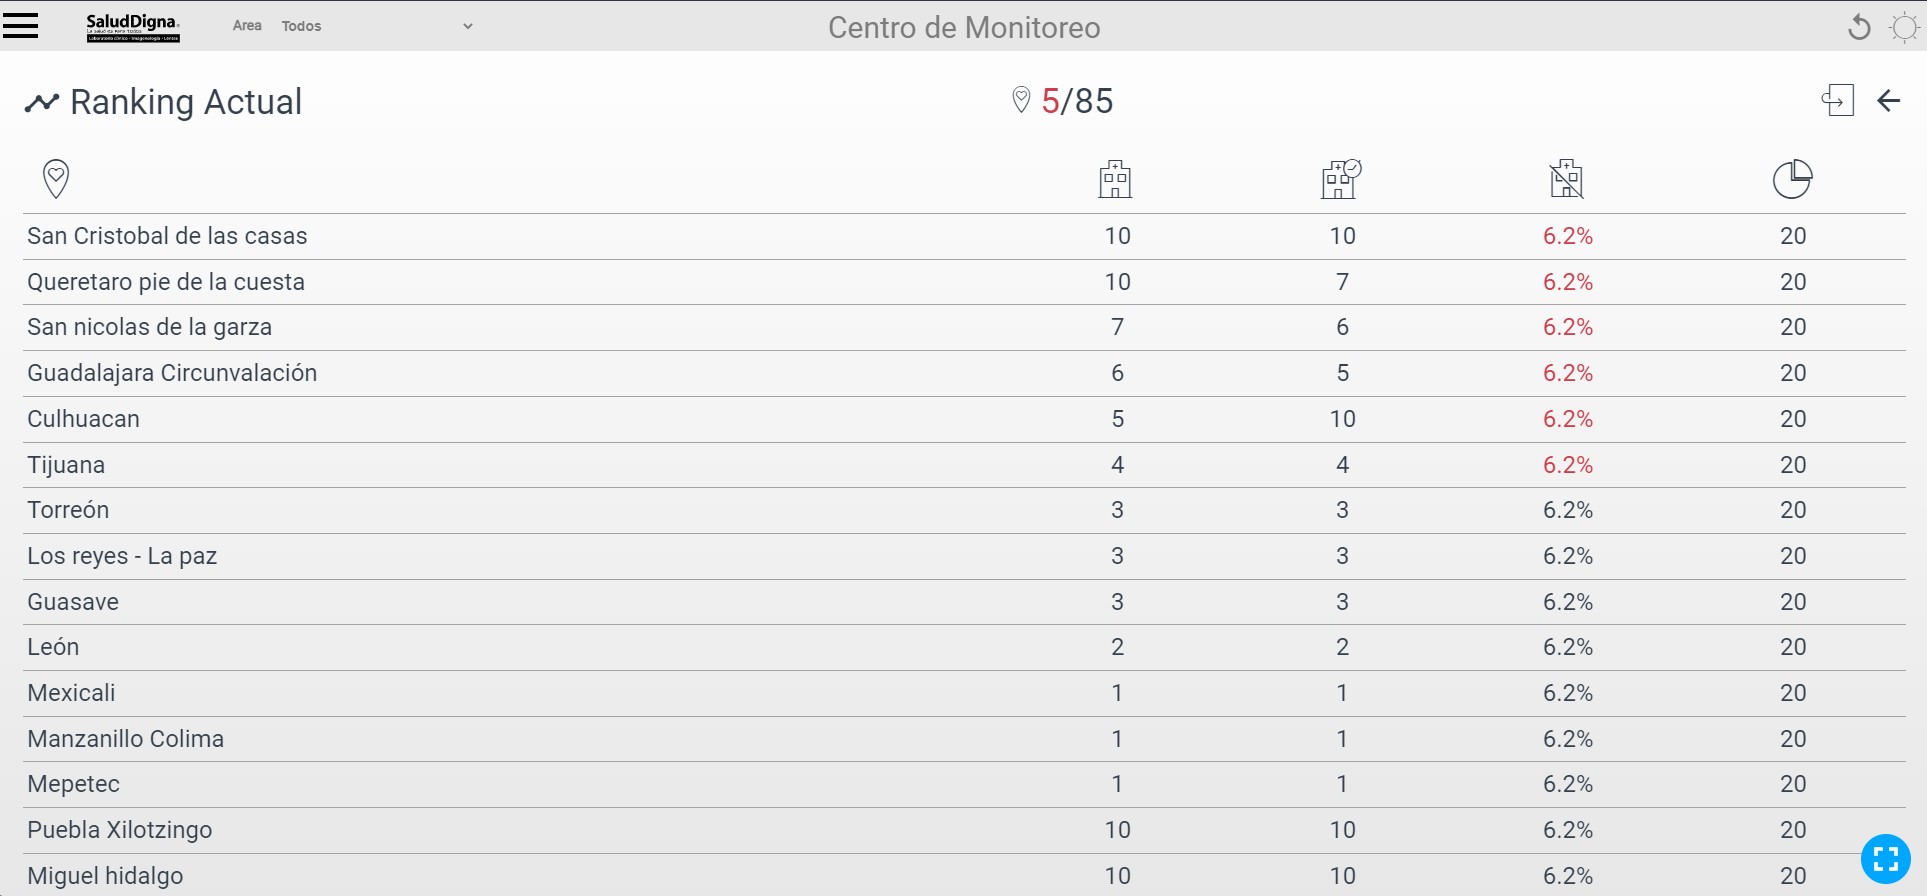 SaludDigna
Area Todos
Centro de Monitoreo
Ranking Actual
5/85
San Cristobal de las casas 10 10 6.2% 20
Queretaro pie de la cuesta 10 7 6.2% 20
San nicolas de la garza 7 6 6.2% 20
Guadalajara Circunvalación 6 5 6.2% 20
Culhuacan 5 10 6.2% 20
Tijuana 4 4 6.2% 20
Torreón 3 3 6.2% 20
Los reyes - La paz 3 3 6.2% 20
Guasave 3 3 6.2% 20
León 2 2 6.2% 20
Mexicali 1 1 6.2% 20
Manzanillo Colima 1 1 6.2% 20
Mepetec 1 1 6.2% 20
Puebla Xilotzingo 10 10 6.2% 20
Miguel hidalgo 10 10 6.2% 20